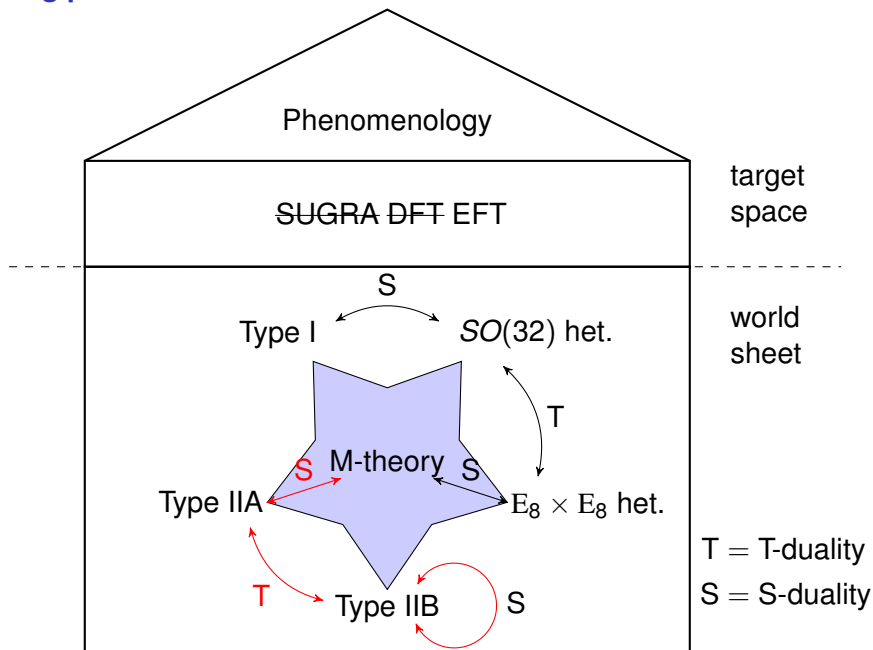 Phenomenology
target
space
SUGRA DFT EFT
S
Type I
SO(32) het.
world
sheet
T
M-theory
S
S
Type IIA
E₈ × E₈ het.
T = T-duality
T
Type IIB
S
S = S-duality